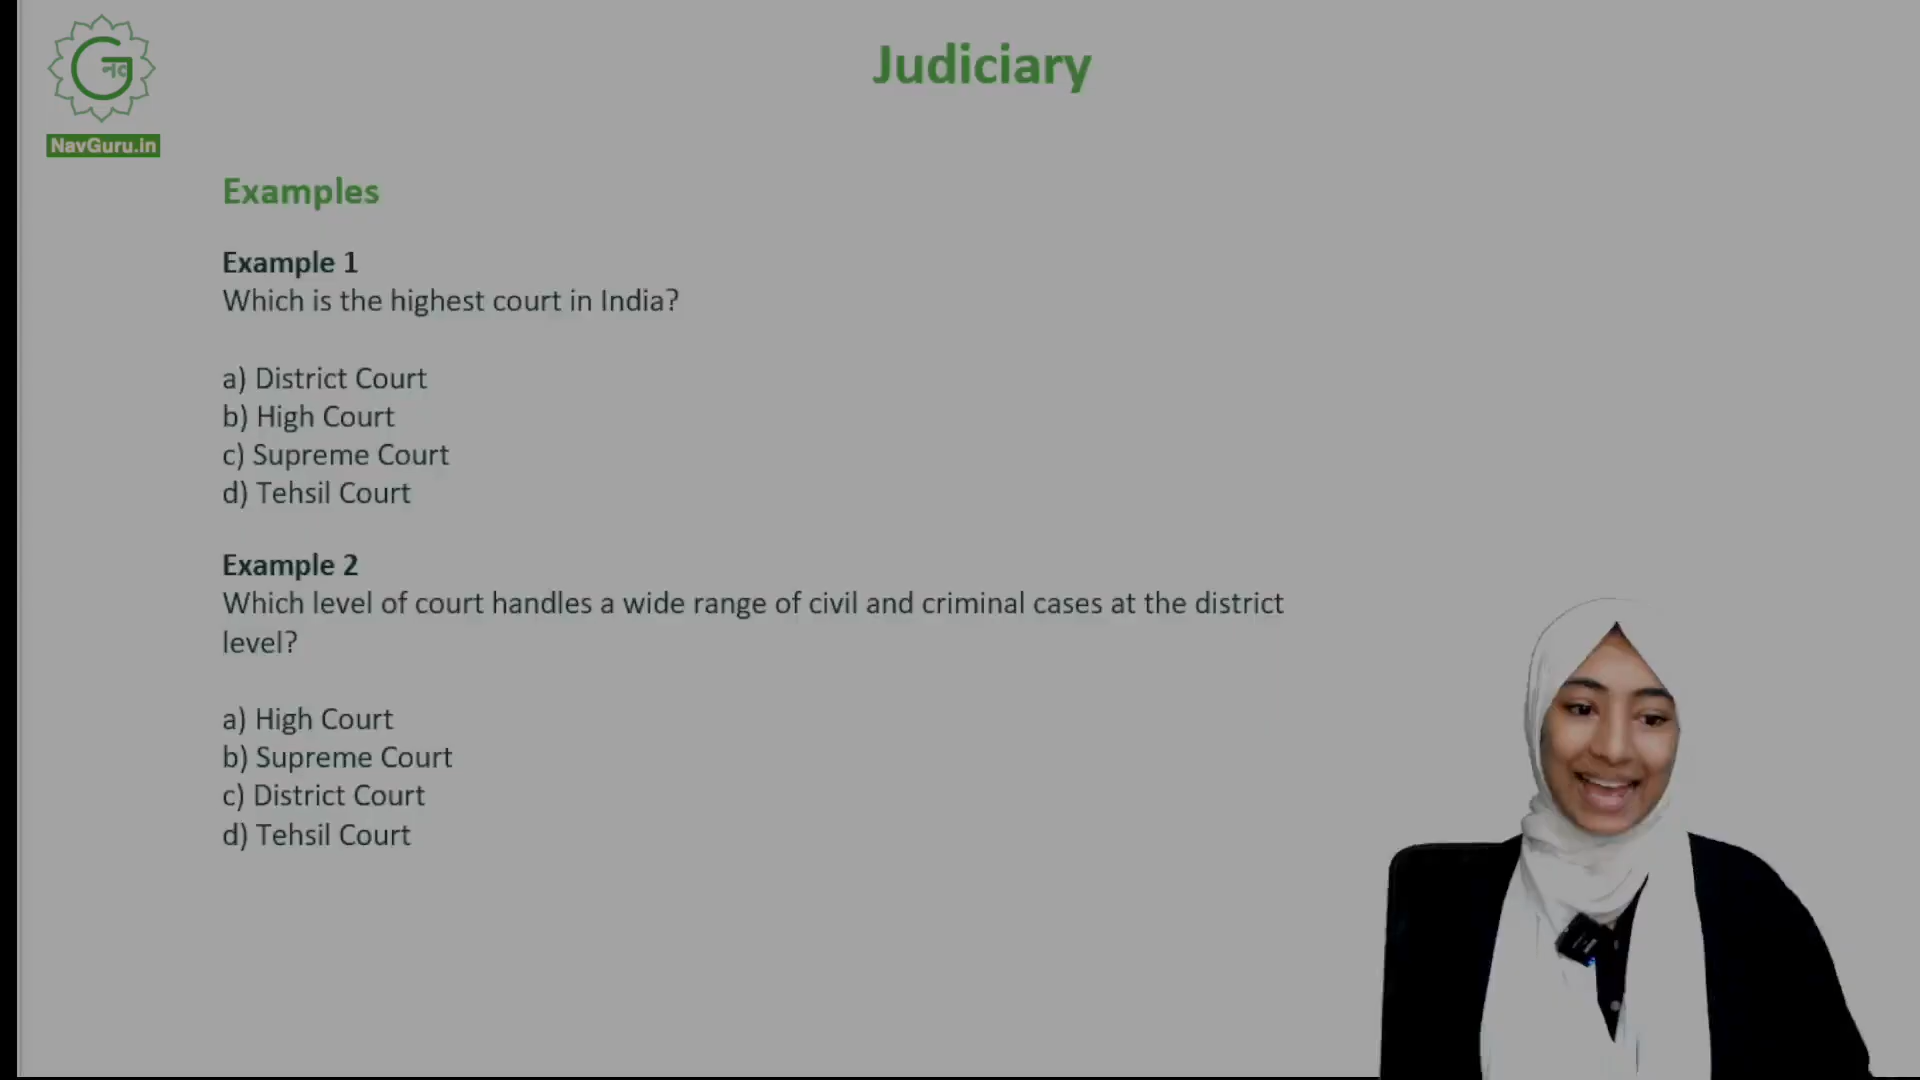 नव
NavGuru.in
Judiciary
Examples
Example 1
Which is the highest court in India?
a) District Court
b) High Court
c) Supreme Court
d) Tehsil Court
Example 2
Which level of court handles a wide range of civil and criminal cases at the district
level?
a) High Court
b) Supreme Court
c) District Court
d) Tehsil Court